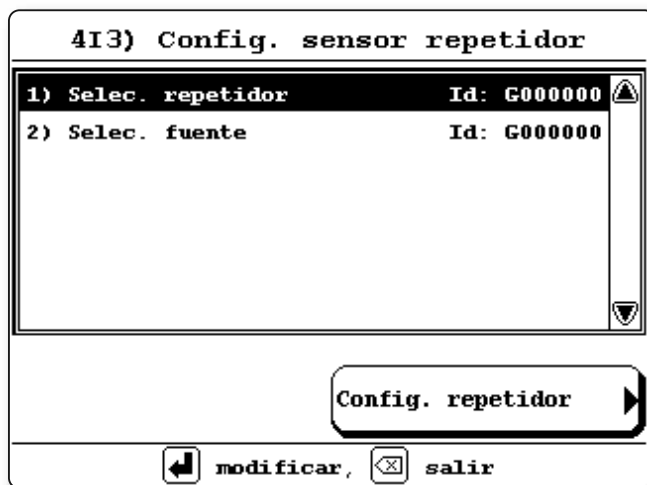 4I3) Config. sensor repetidor
1) Selec. repetidor Id: G000000
2) Selec. fuente Id: G000000
Config. repetidor
modificar, salir